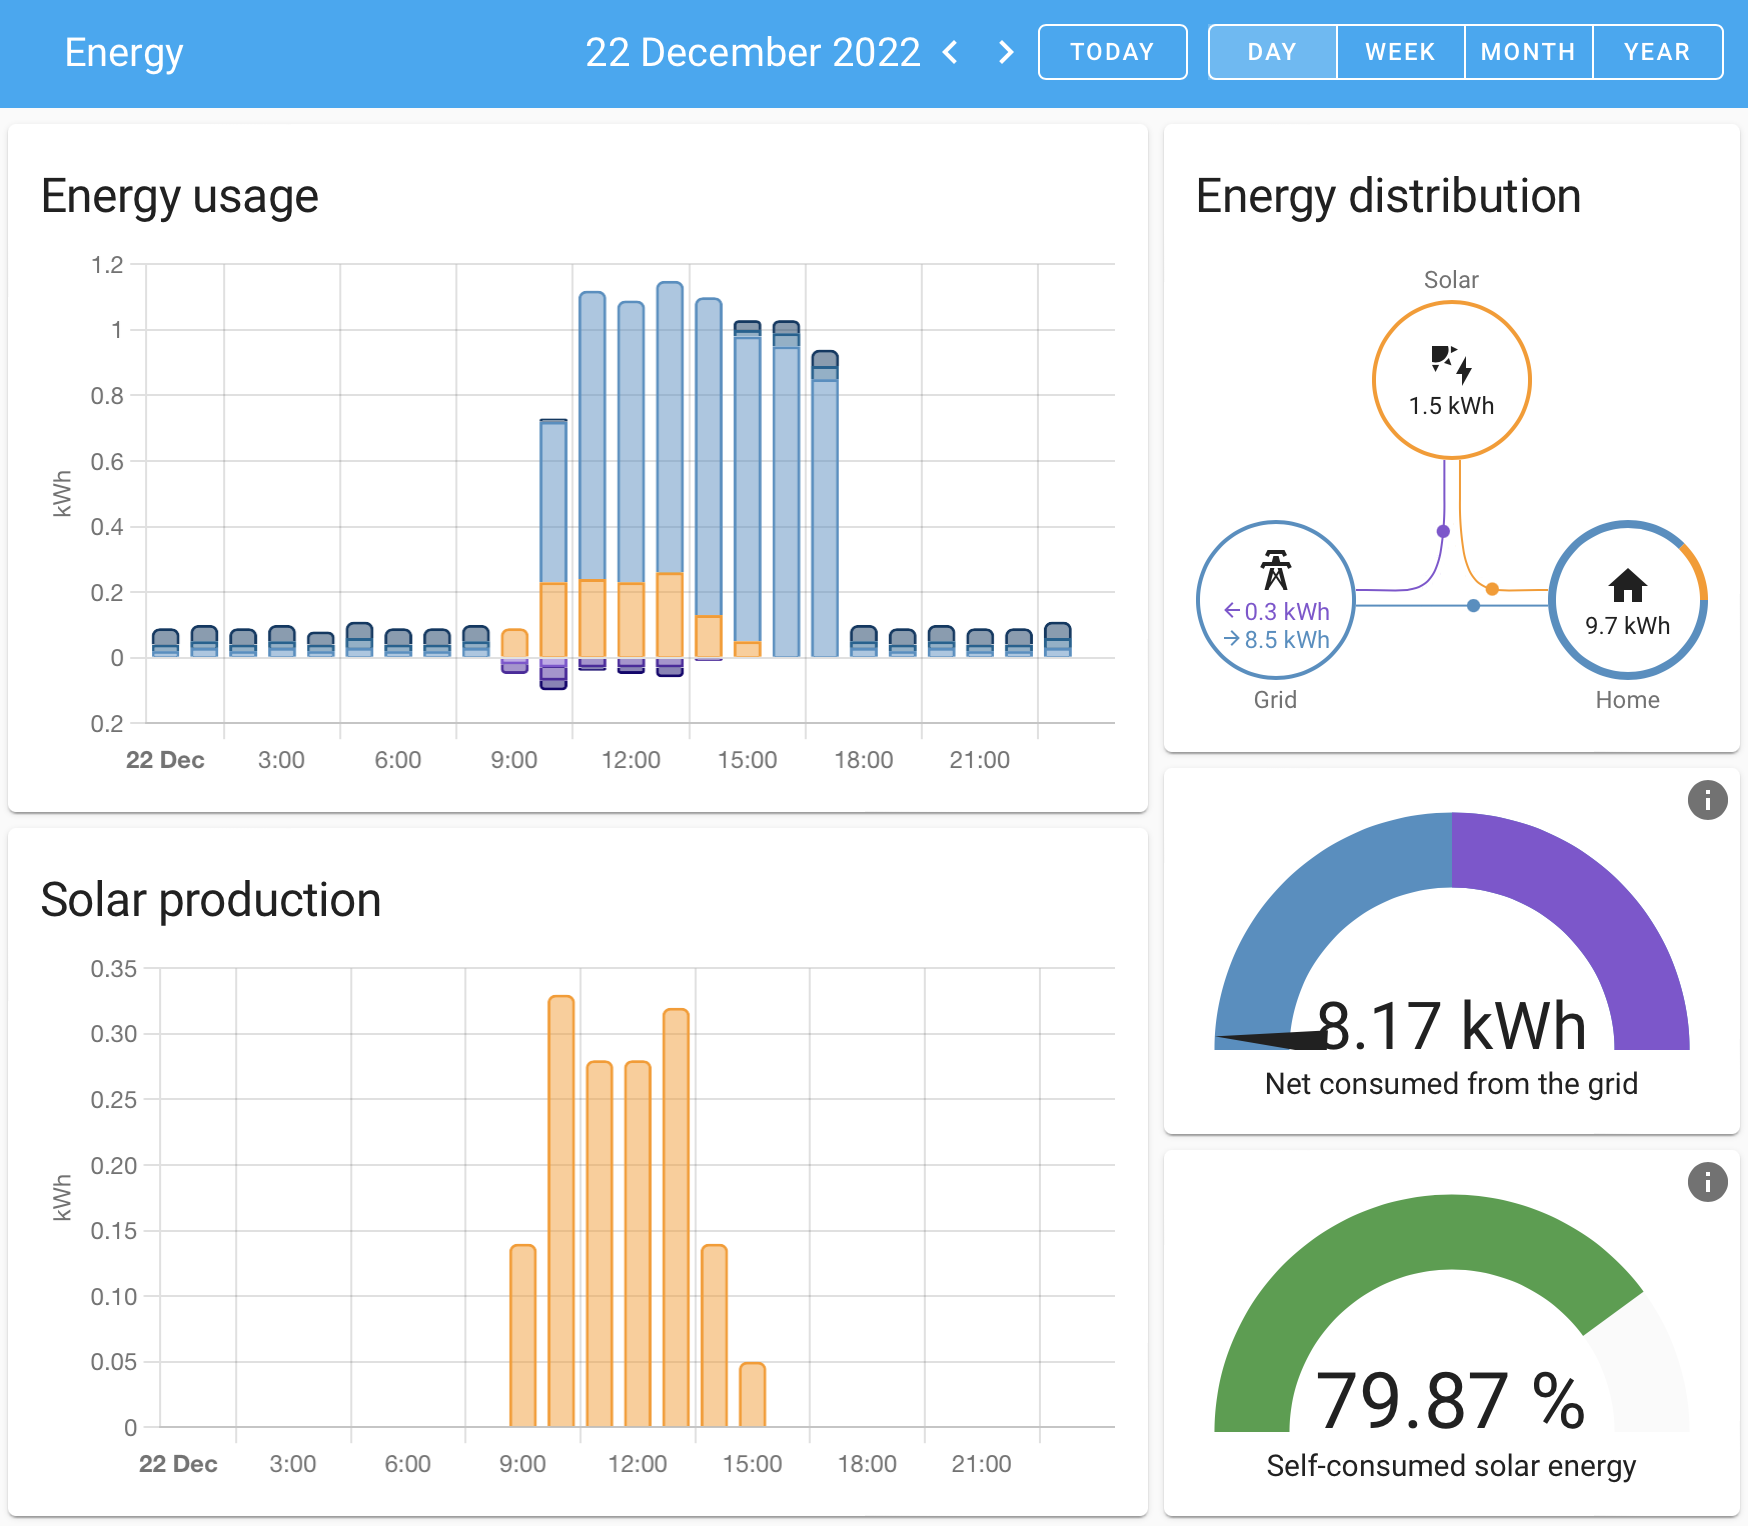 Energy
22 December 2022
TODAY
DAY WEEK MONTH YEAR
Energy usage
kWh
1.2
1
0.8
0.6
0.4
0.2
0
0.2
22 Dec 3:00 6:00 9:00 12:00 15:00 18:00 21:00
Energy distribution
Solar
1.5 kWh
←0.3 kWh
→8.5 kWh
Grid
9.7 kWh
Home
8.17 kWh
Net consumed from the grid
Solar production
kWh
0.35
0.30
0.25
0.20
0.15
0.10
0.05
0
22 Dec 3:00 6:00 9:00 12:00 15:00 18:00 21:00
79.87 %
Self-consumed solar energy